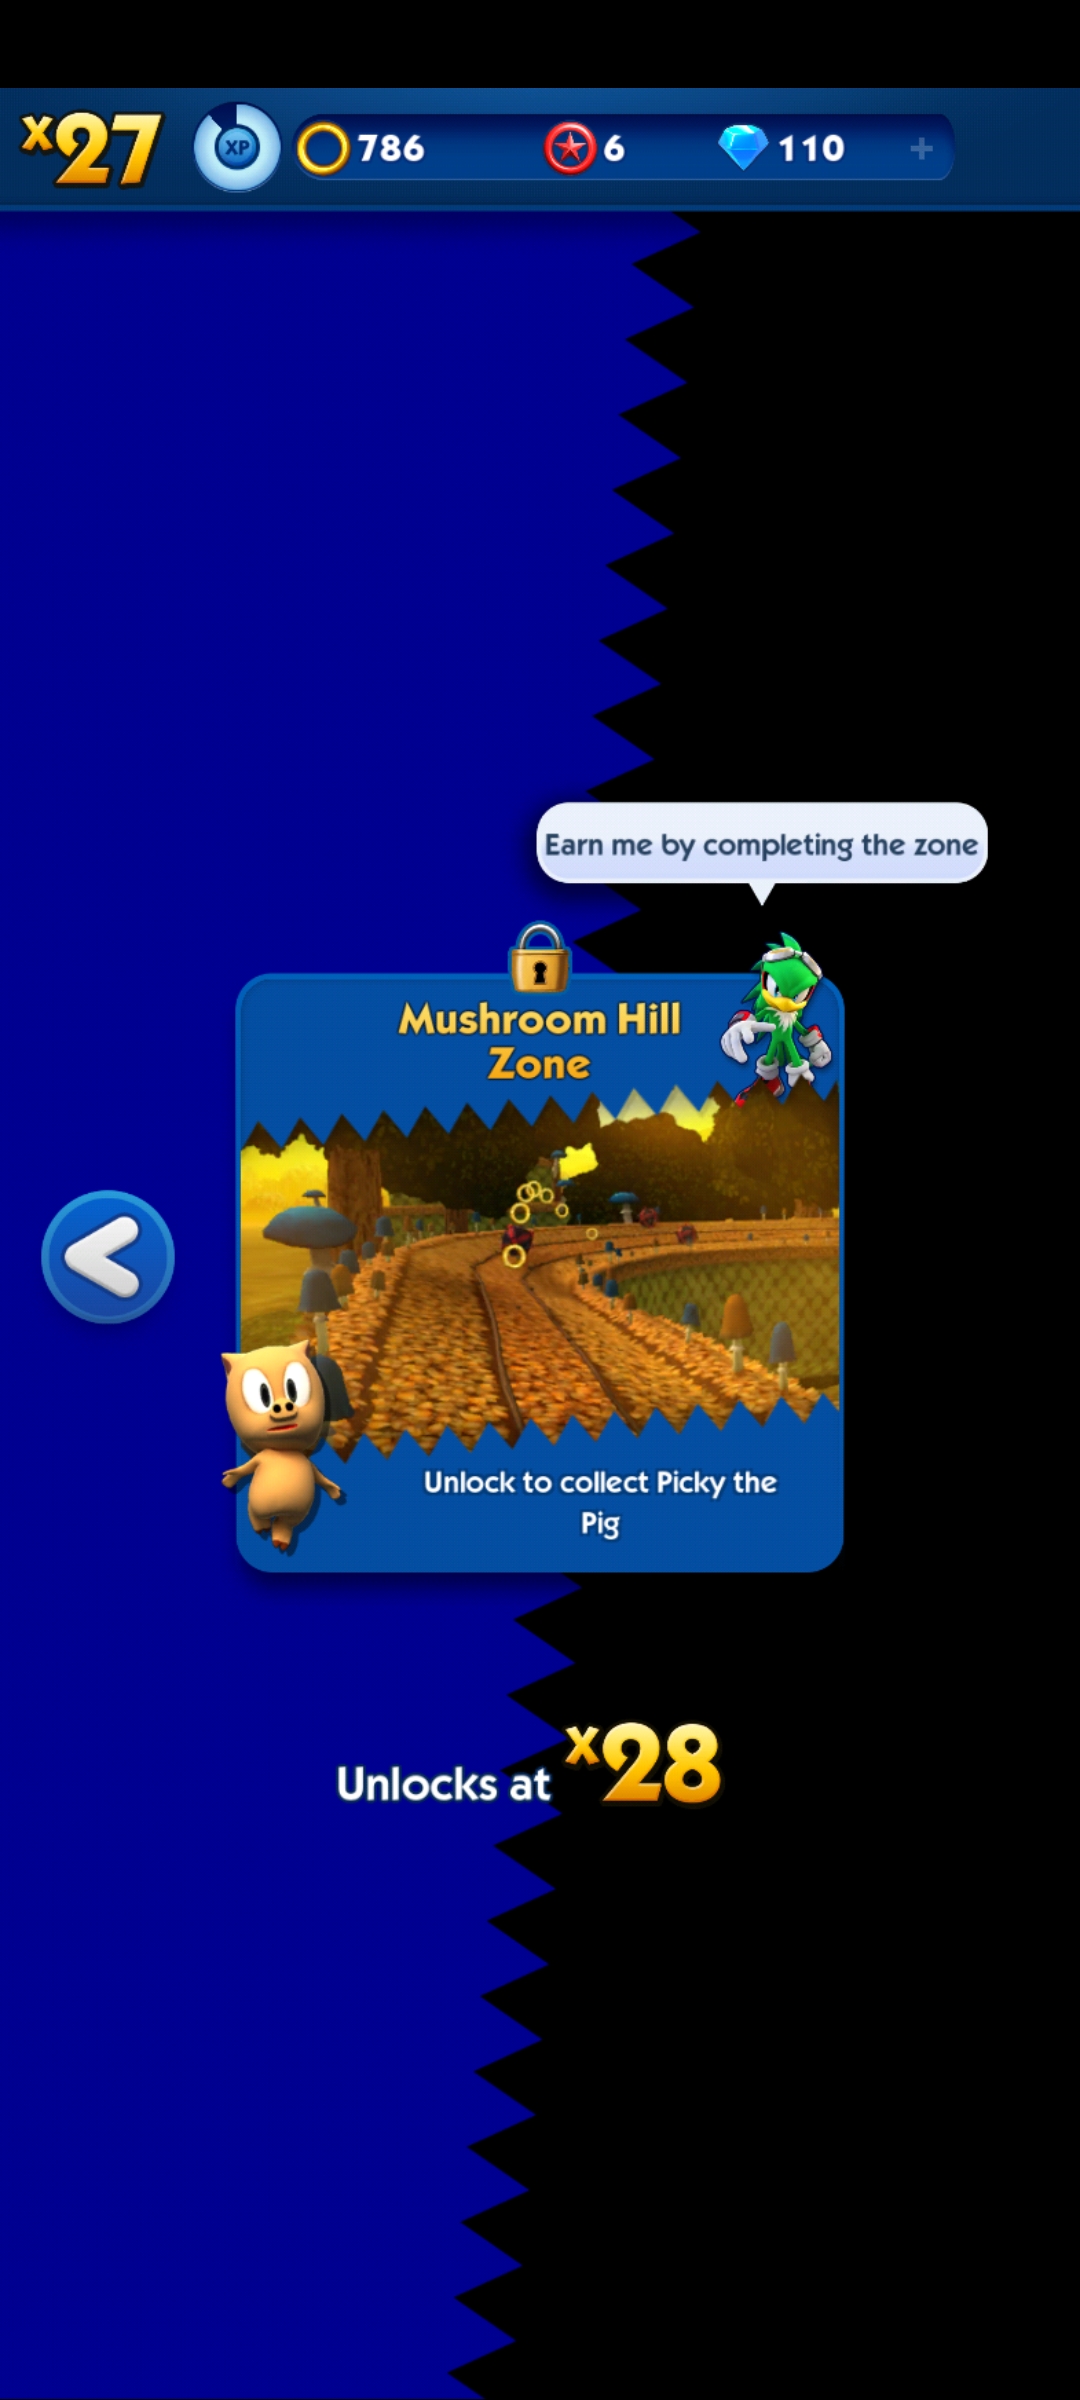 x27 XP 786 6 110 +
Earn me by completing the zone
Mushroom Hill
Zone
Unlock to collect Picky the
Pig
Unlocks at x28